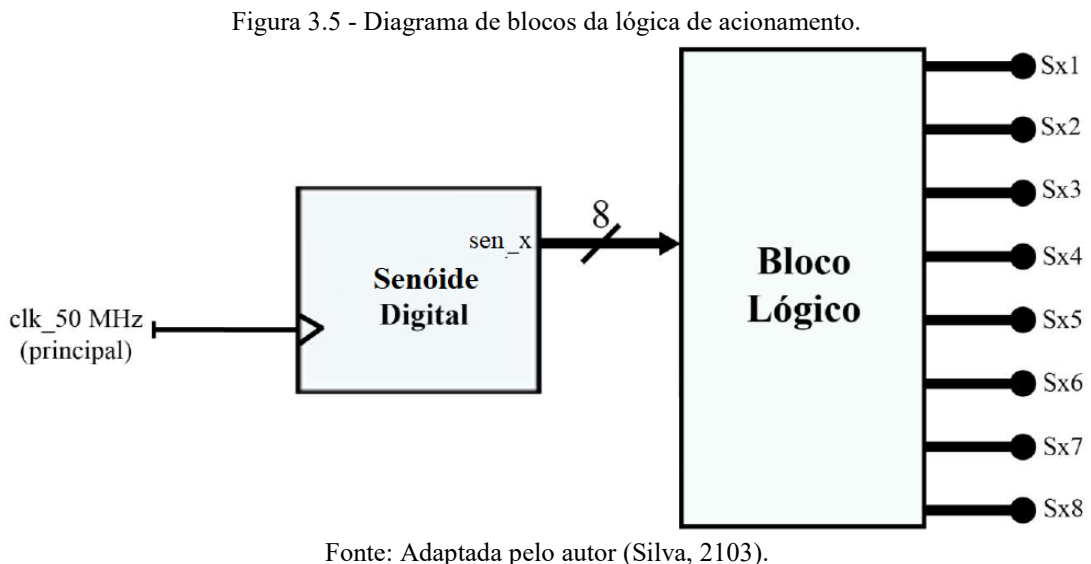 Figura 3.5 - Diagrama de blocos da lógica de acionamento.
Sx1
Sx2
Sx3
8
sen_x
Senóide
Digital
Bloco
Lógico
Sx4
clk_50 MHz
(principal)
Sx5
Sx6
Sx7
Sx8
Fonte: Adaptada pelo autor (Silva, 2103).